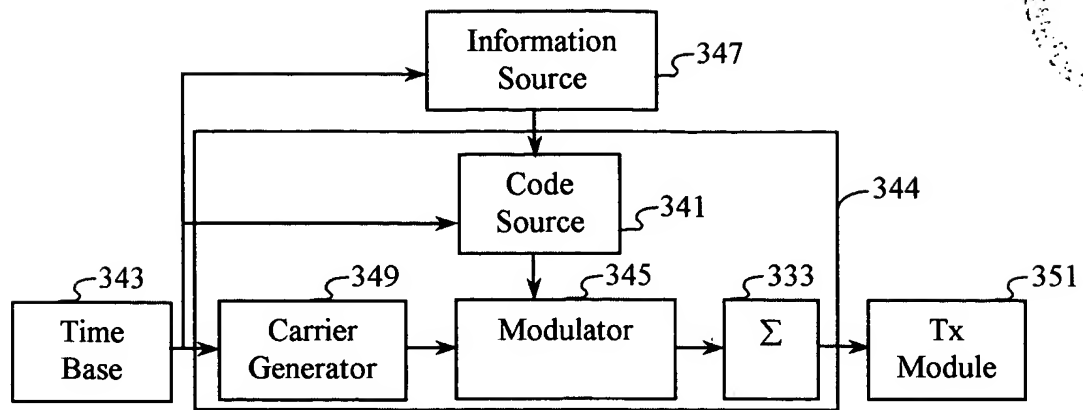 Information
Source
347
Code
Source
341
344
343
349
345
333
351
Time
Base
Carrier
Generator
Modulator
Σ
Tx
Module